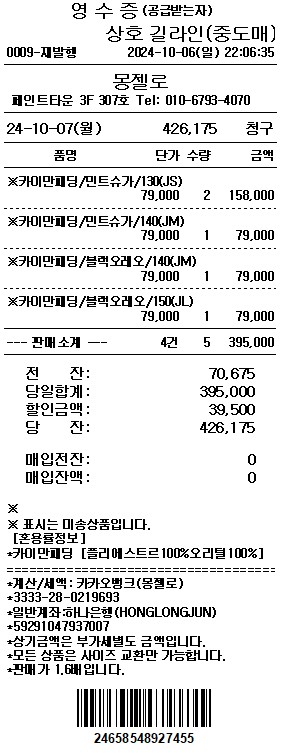 영 수 증 (공급받는자)
상호 길라인(중도매)
0009-재발행 2024-10-06(일) 22:06:35
몽젤로
페인트타운 3F 307호 Tel: 010-6793-4070
24-10-07(월) 426,175 청구
품명 단가 수량 금액
※카이만패딩/민트슈가/130(JS)
79,000 2 158,000
※카이만패딩/민트슈가/140(JM)
79,000 1 79,000
※카이만패딩/블럭오레오/140(JM)
79,000 1 79,000
※카이만패딩/블럭오레오/150(JL)
79,000 1 79,000
--- 판매소계 --- 4건 5 395,000
전 잔: 70,675
당일합계: 395,000
할인금액: 39,500
당 잔: 426,175
매입전잔: 0
매입잔액: 0
※
※ 표시는 미송상품입니다.
[혼용률정보]
*카이만패딩 [폴리에스트르100%오리털100%]
*계산/세액: 카카오뱅크(몽젤로)
*3333-28-0219693
*일반계좌:하나은행(HONGLONGJUN)
*59291047937007
*상기금액은 부가세별도 금액입니다.
*모든 상품은 사이즈 교환만 가능합니다.
*판매가 1.6배입니다.
24658548927455